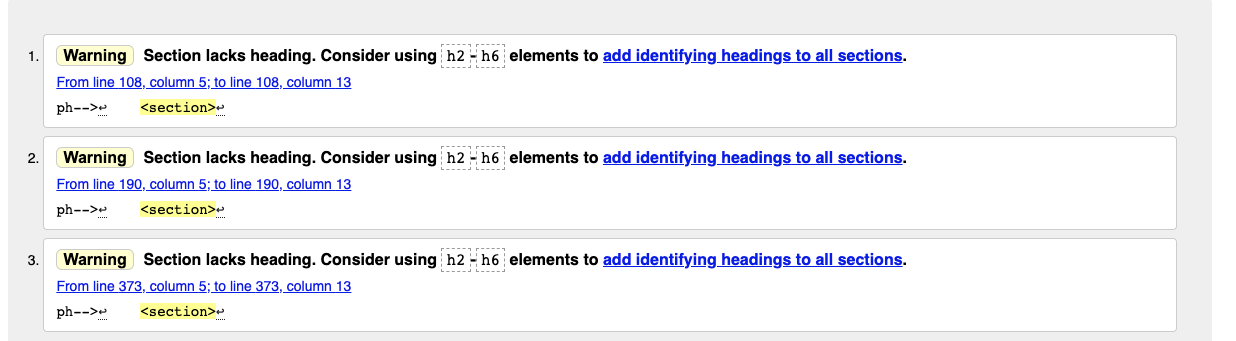 1. Warning Section lacks heading. Consider using h2-h6 elements to add identifying headings to all sections.
From line 108, column 5; to line 108, column 13
ph-->↩ <section>↩
2. Warning Section lacks heading. Consider using h2-h6 elements to add identifying headings to all sections.
From line 190, column 5; to line 190, column 13
ph-->↩ <section>↩
3. Warning Section lacks heading. Consider using h2-h6 elements to add identifying headings to all sections.
From line 373, column 5; to line 373, column 13
ph-->↩ <section>↩